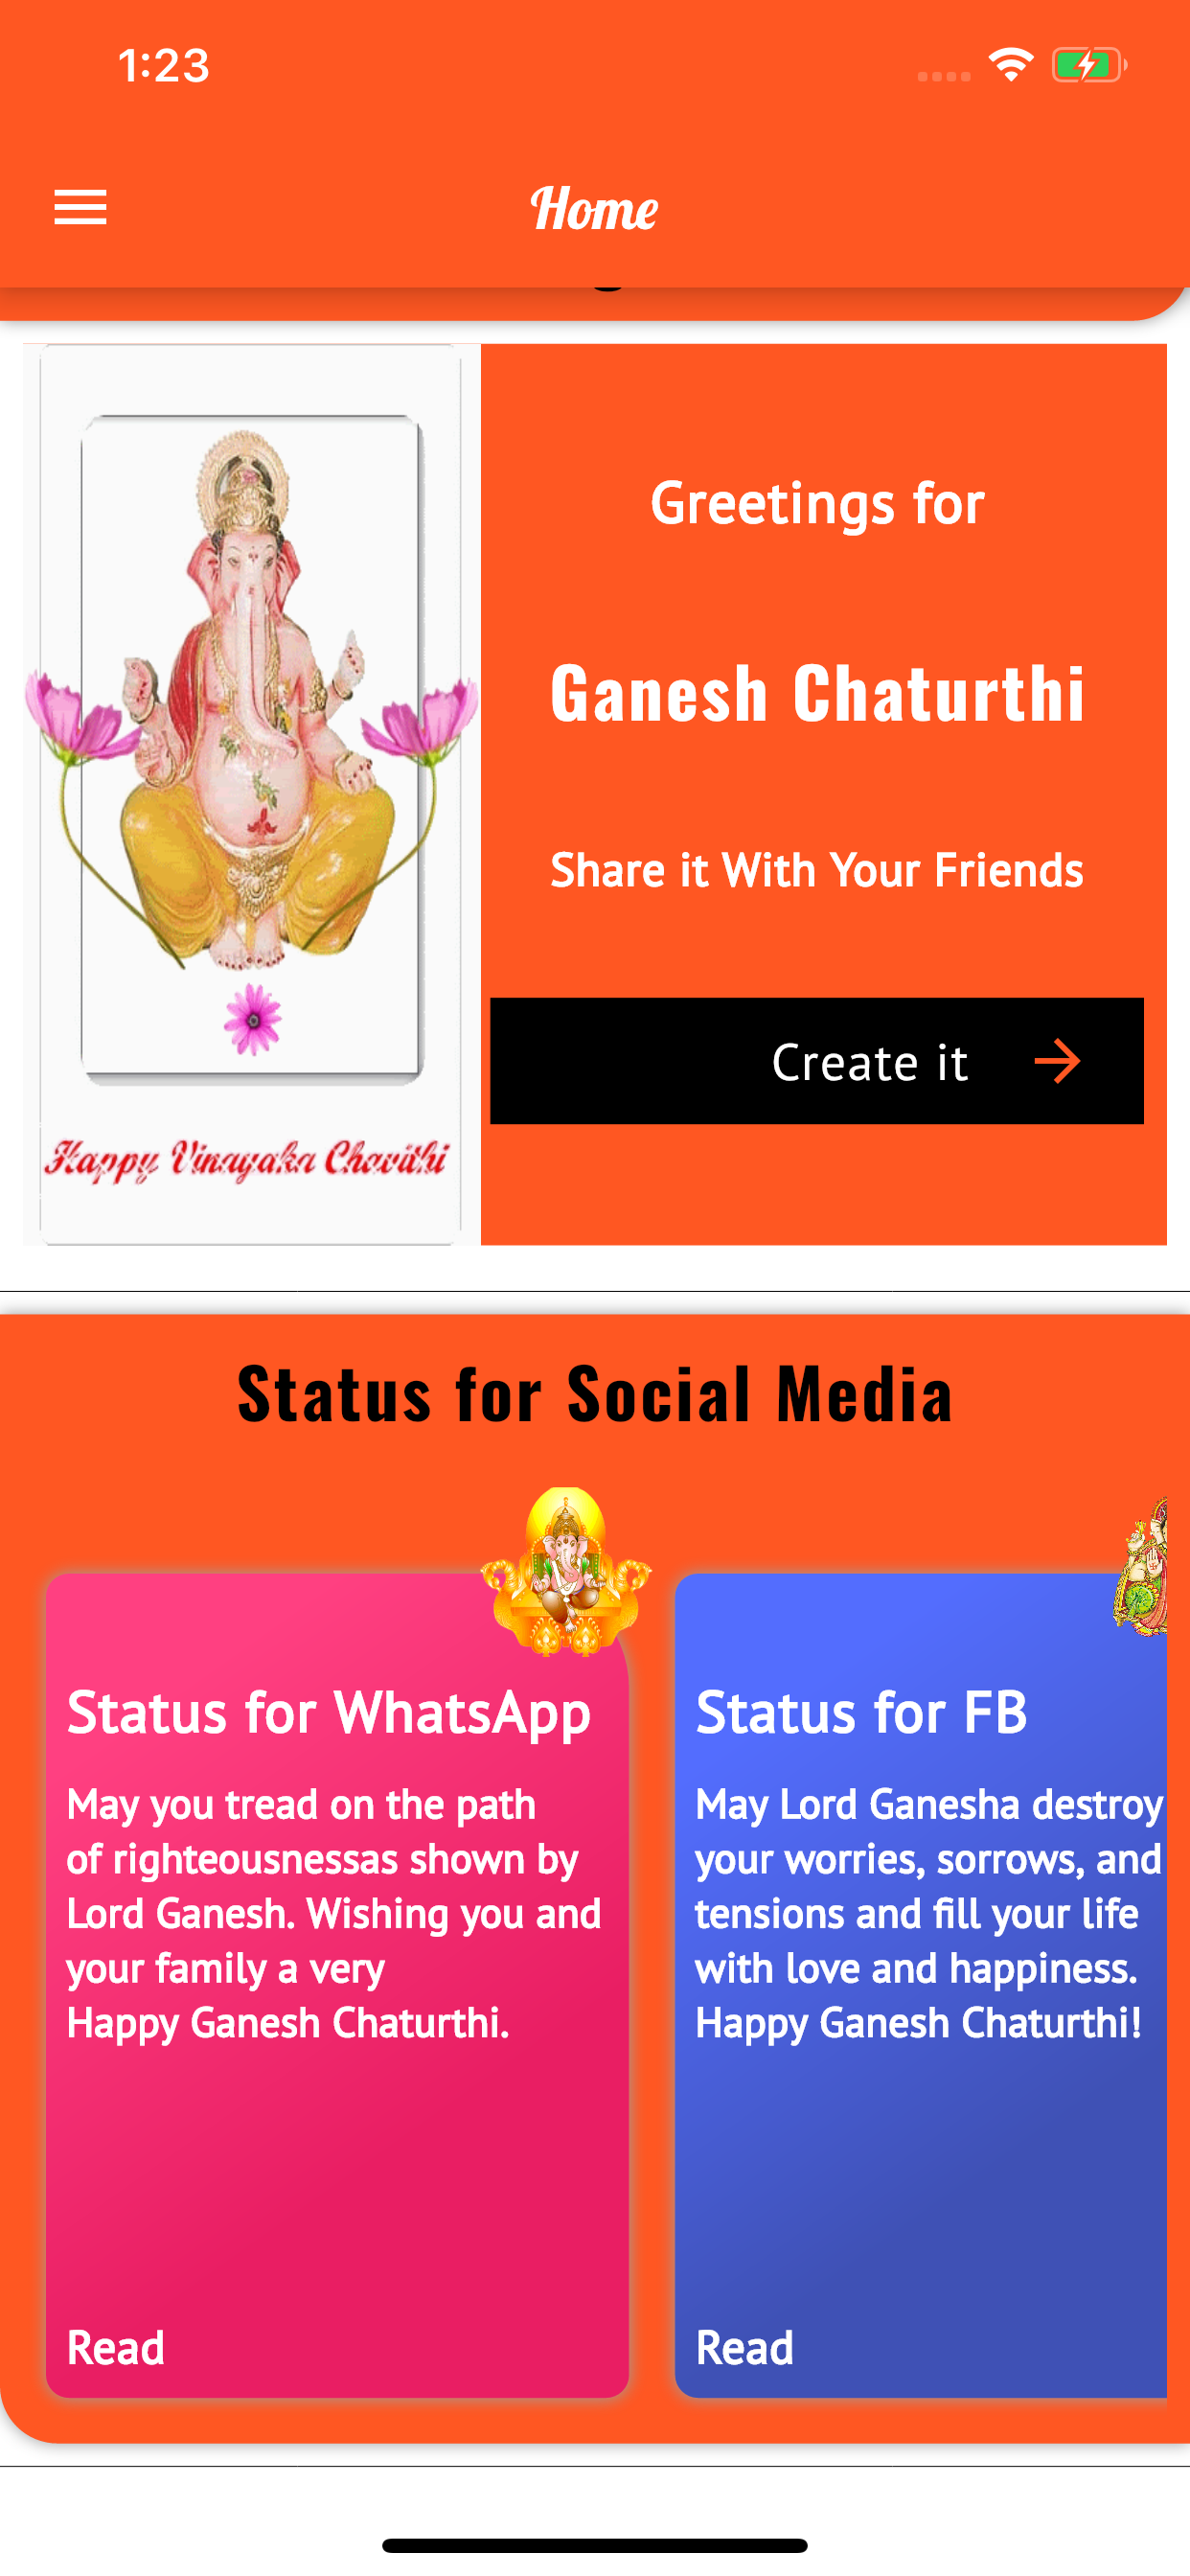 1:23
Home
Greetings for
Ganesh Chaturthi
Share it With Your Friends
Create it
Happy Vinayaka Chavithi
Status for Social Media
Status for WhatsApp
May you tread on the path
of righteousnessas shown by
Lord Ganesh. Wishing you and
your family a very
Happy Ganesh Chaturthi.
Read
Status for FB
May Lord Ganesha destroy
your worries, sorrows, and
tensions and fill your life
with love and happiness.
Happy Ganesh Chaturthi!
Read